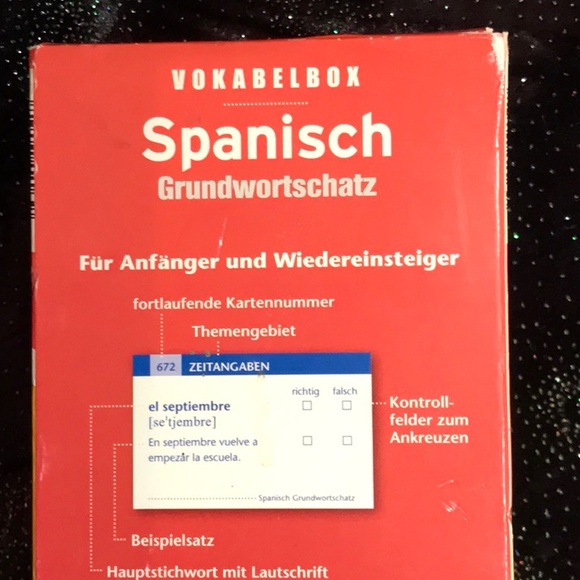 VOKABELBOX
Spanisch
Grundwortschatz
Für Anfänger und Wiedereinsteiger
fortlaufende Kartennummer
Themengebiet
672 ZEITANGABEN
richtig falsch
el septiembre
[se'tjembre]
En septiembre vuelve a
empezar la escuela.
Spanisch Grundwortschatz
Kontroll-
felder zum
Ankreuzen
Beispielsatz
Hauptstichwort mit Lautschrift